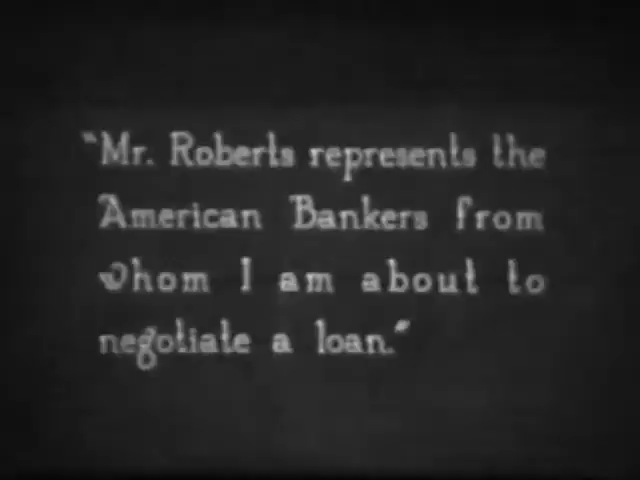 "Mr. Roberts represents the
American Bankers from
whom I am about to
negotiate a loan."